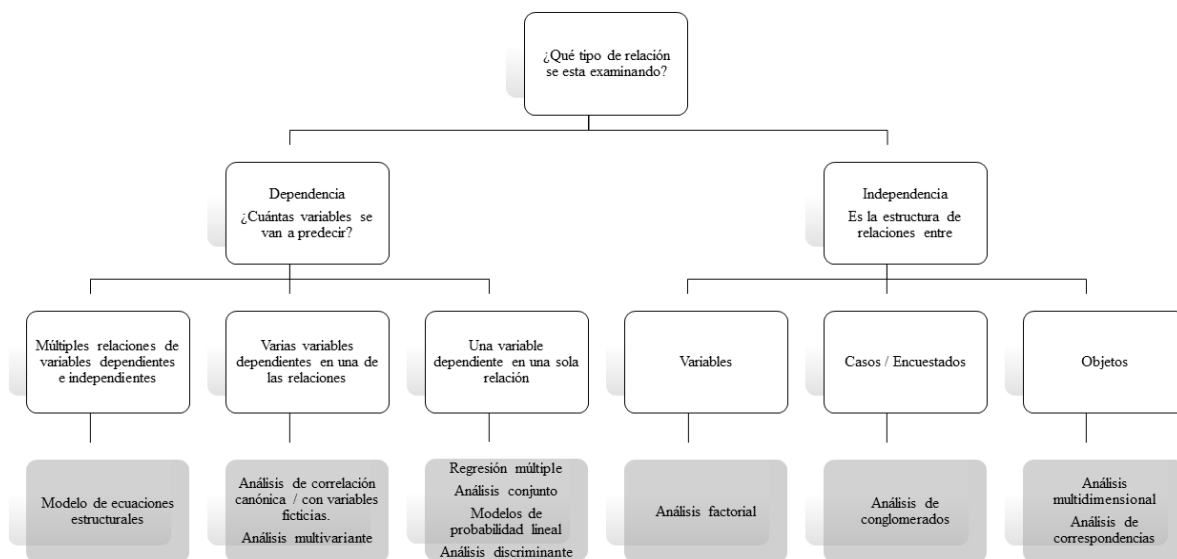 ¿Qué tipo de relación
se esta examinando?
Dependencia
¿Cuántas variables se
van a predecir?
Independencia
Es la estructura de
relaciones entre
Múltiples relaciones de
variables dependientes
e independientes
Varias variables
dependientes en una de
las relaciones
Una variable
dependiente en una sola
relación
Variables
Casos / Encuestados
Objetos
Modelo de ecuaciones
estructurales
Análisis de correlación
canónica / con variables
ficticias.
Análisis multivariante
Regresión múltiple
Análisis conjunto
Modelos de
probabilidad lineal
Análisis discriminante
Análisis factorial
Análisis de
conglomerados
Análisis
multidimensional
Análisis de
correspondencias